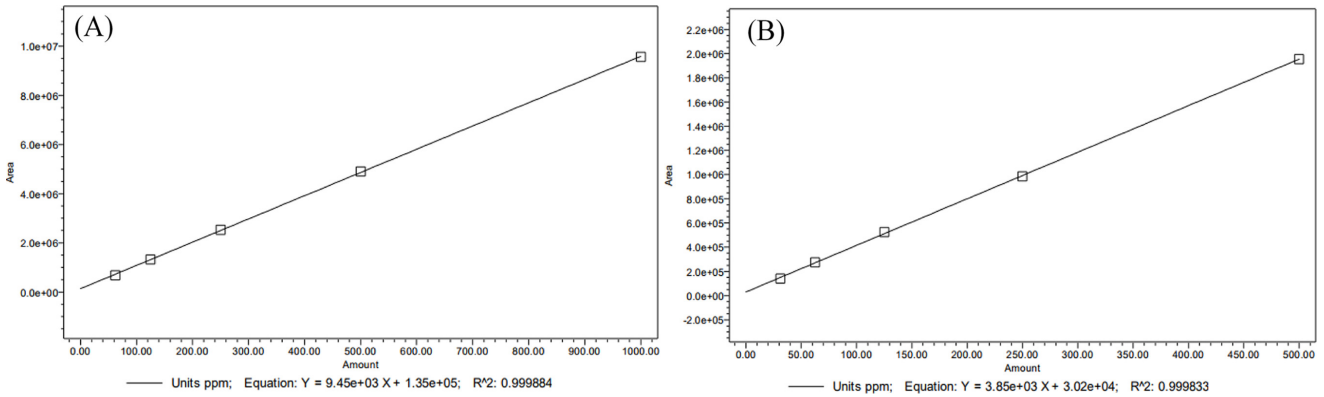 (A)
1.0e+07
8.0e+06
6.0e+06
4.0e+06
2.0e+06
0.0e+00
Area
0.00 100.00 200.00 300.00 400.00 500.00 600.00 700.00 800.00 900.00 1000.00
Amount
Units ppm; Equation: Y = 9.45e+03 X + 1.35e+05; R^2: 0.999884
(B)
2.2e+06
2.0e+06
1.8e+06
1.6e+06
1.4e+06
1.2e+06
1.0e+06
8.0e+05
6.0e+05
4.0e+05
2.0e+05
0.0e+00
-2.0e+05
Area
0.00 50.00 100.00 150.00 200.00 250.00 300.00 350.00 400.00 450.00 500.00
Amount
Units ppm; Equation: Y = 3.85e+03 X + 3.02e+04; R^2: 0.999833